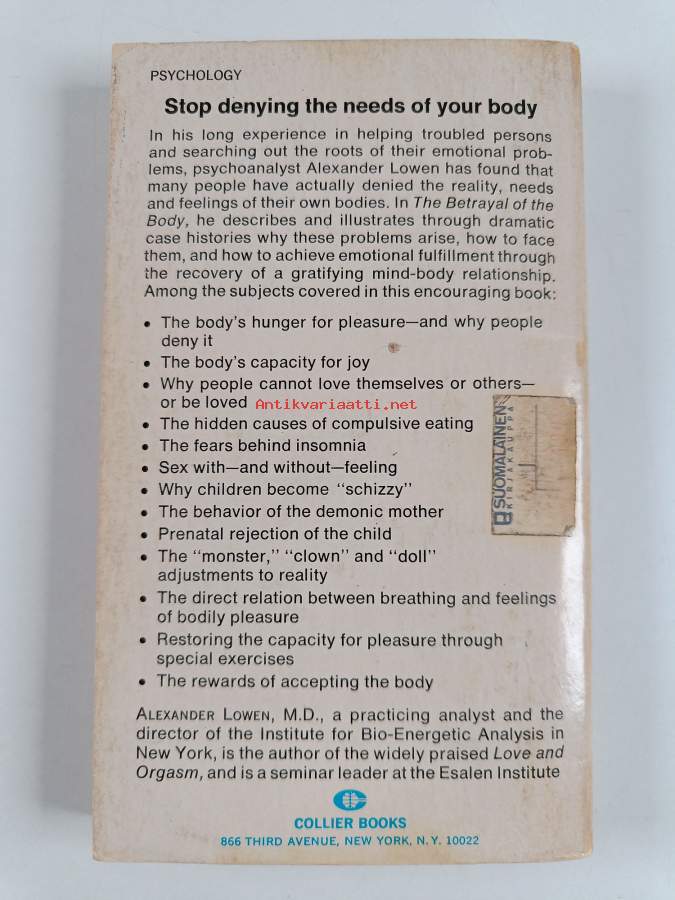 PSYCHOLOGY
Stop denying the needs of your body
In his long experience in helping troubled persons
and searching out the roots of their emotional prob-
lems, psychoanalyst Alexander Lowen has found that
many people have actually denied the reality, needs
and feelings of their own bodies. In The Betrayal of the
Body, he describes and illustrates through dramatic
case histories why these problems arise, how to face
them, and how to achieve emotional fulfillment through
the recovery of a gratifying mind-body relationship.
Among the subjects covered in this encouraging book:
• The body's hunger for pleasure—and why people
deny it
• The body's capacity for joy
• Why people cannot love themselves or others—
or be loved
Antikvariaatti.net
• The hidden causes of compulsive eating
• The fears behind insomnia
• Sex with—and without—feeling
• Why children become "schizzy"
• The behavior of the demonic mother
• Prenatal rejection of the child
• The "monster," "clown" and "doll"
adjustments to reality
• The direct relation between breathing and feelings
of bodily pleasure
• Restoring the capacity for pleasure through
special exercises
• The rewards of accepting the body
SUOMALAINEN
KIRJAKAUPPA
ALEXANDER LOWEN, M.D., a practicing analyst and the
director of the Institute for Bio-Energetic Analysis in
New York, is the author of the widely praised Love and
Orgasm, and is a seminar leader at the Esalen Institute
COLLIER BOOKS
866 THIRD AVENUE, NEW YORK, N.Y. 10022